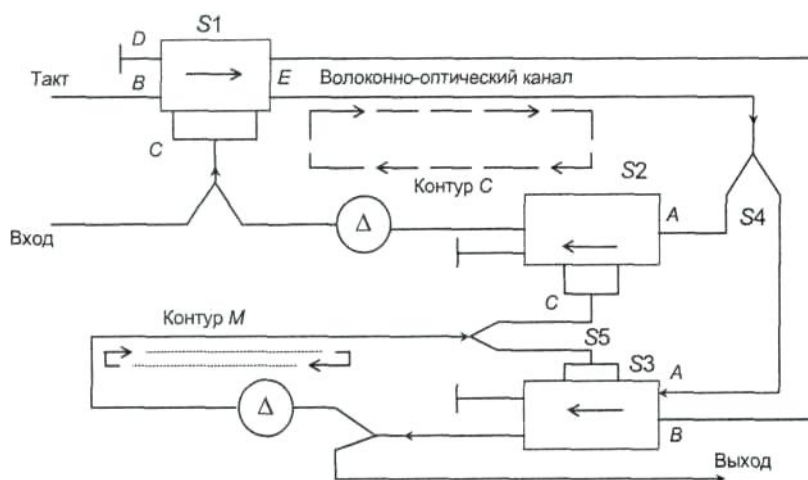 S1
D
Такт
B
E
Волоконно-оптический канал
C
Контур C
S2
A
S4
Вход
Δ
C
Контур M
S5
S3
A
Δ
B
Выход